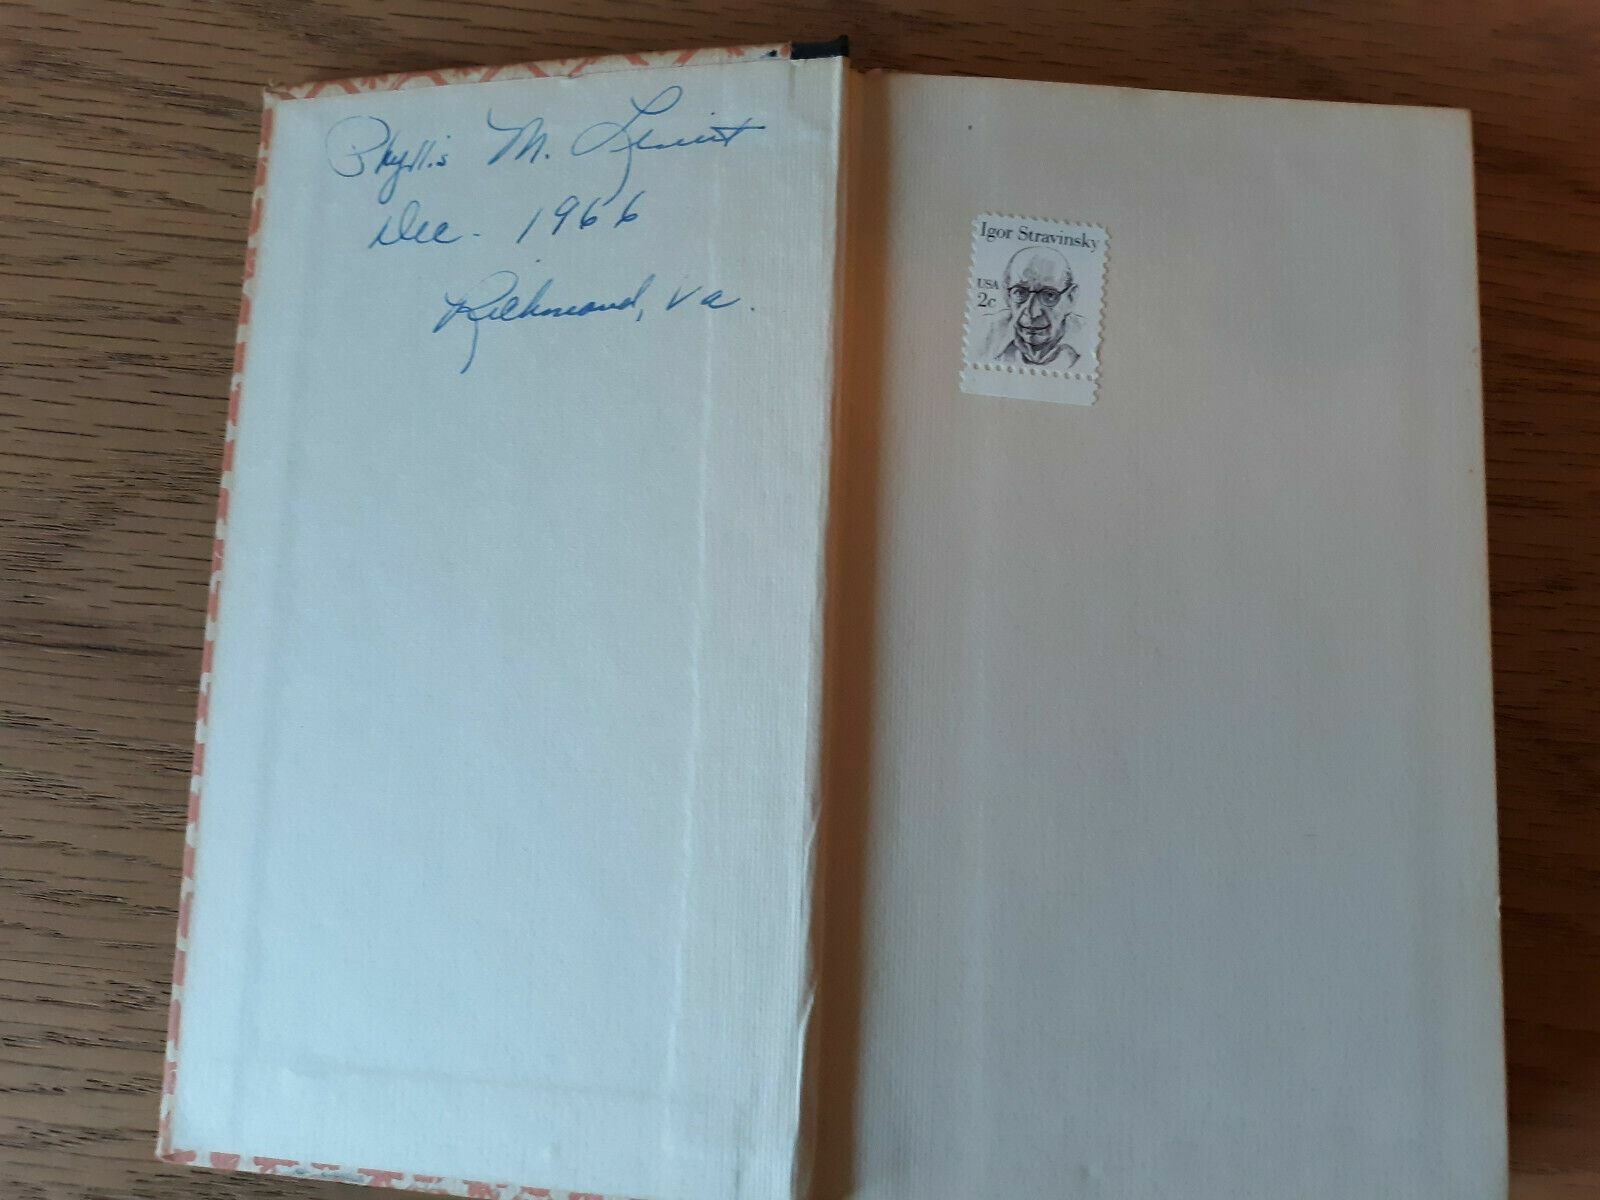 Phyllis M.
Dec. 1966
Richmond, Va.
Igor Stravinsky
USA
2c